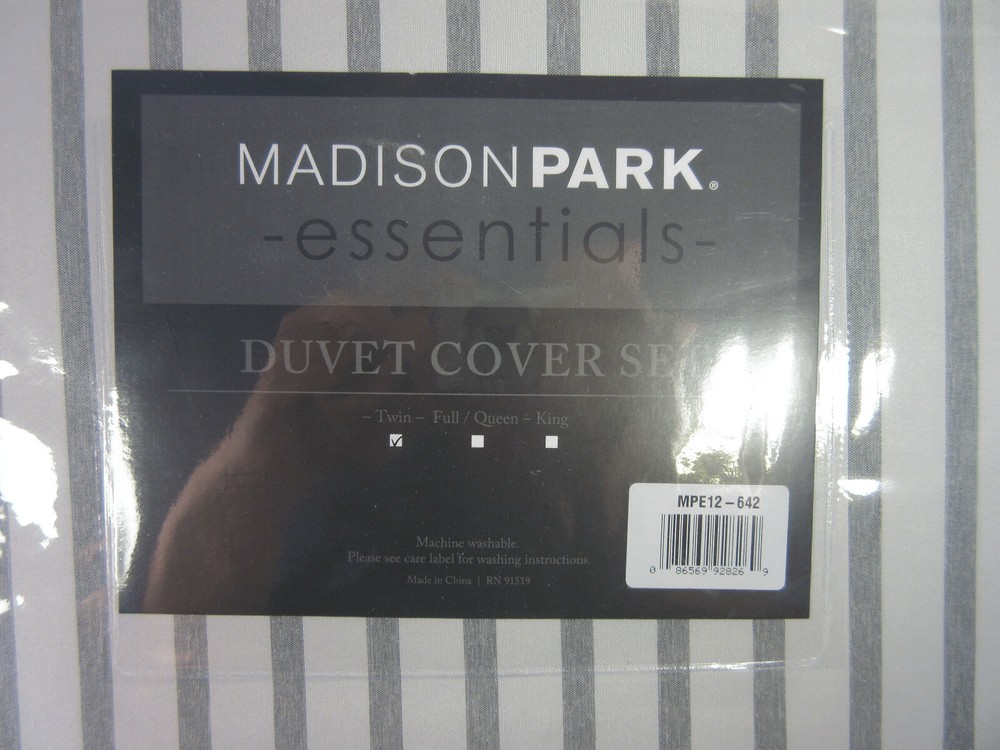 MADISONPARK®
-essentials-
DUVET COVER SE
– Twin – Full / Queen – King
Machine washable.
Please see care label for washing instructions.
Made in China | RN 91519
MPE12-642
0 86569 92826 9